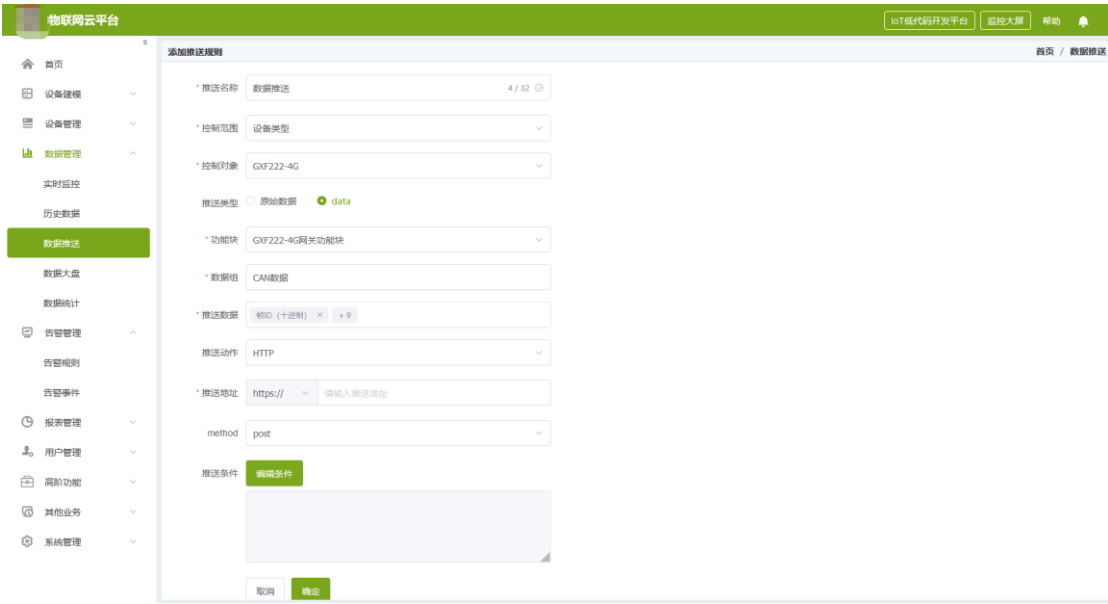 物联网云平台
IoT低代码开发平台 监控大屏 帮助
首页
设备建模
设备管理
数据管理
实时监控
历史数据
数据推送
数据大盘
数据统计
告警管理
告警规则
告警事件
报表管理
用户管理
高阶功能
其他业务
系统管理
添加推送规则 首页 / 数据推送
* 推送名称 数据推送 4 / 32
* 控制范围 设备类型
* 控制对象 GXF222-4G
推送类型 原始数据 data
* 功能块 GXF222-4G网关功能块
* 数据组 CAN数据
* 推送数据 帧ID（十进制） × + 9
推送动作 HTTP
* 推送地址 https:// 请输入推送地址
method post
推送条件 编辑条件
取消 确定